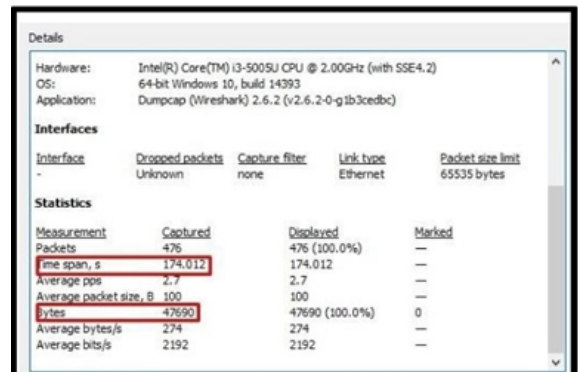 Details
Hardware: Intel(R) Core(TM) i3-5005U CPU @ 2.00GHz (with SSE4.2)
OS: 64-bit Windows 10, build 14393
Application: Dumpcap (Wireshark) 2.6.2 (v2.6.2-0-g1b3cedbc)
Interfaces
Interface Dropped packets Capture filter Link type Packet size limit
- Unknown none Ethernet 65535 bytes
Statistics
Measurement Captured Displayed Marked
Packets 476 476 (100.0%) —
Time span, s 174.012 174.012 —
Average pps 2.7 2.7 —
Average packet size, B 100 100 —
Bytes 47690 47690 (100.0%) 0
Average bytes/s 274 274 —
Average bits/s 2192 2192 —